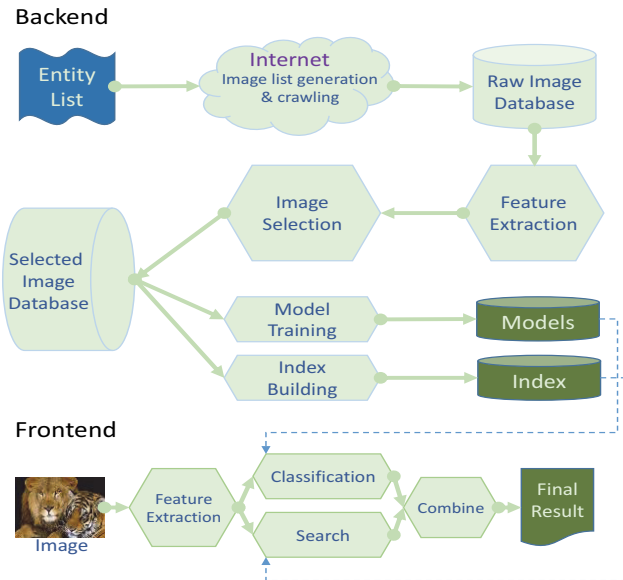 Backend
Entity
List
Internet
Image list generation
& crawling
Raw Image
Database
Image
Selection
Feature
Extraction
Selected
Image
Database
Model
Training
Models
Index
Building
Index
Frontend
Image
Feature
Extraction
Classification
Search
Combine
Final
Result